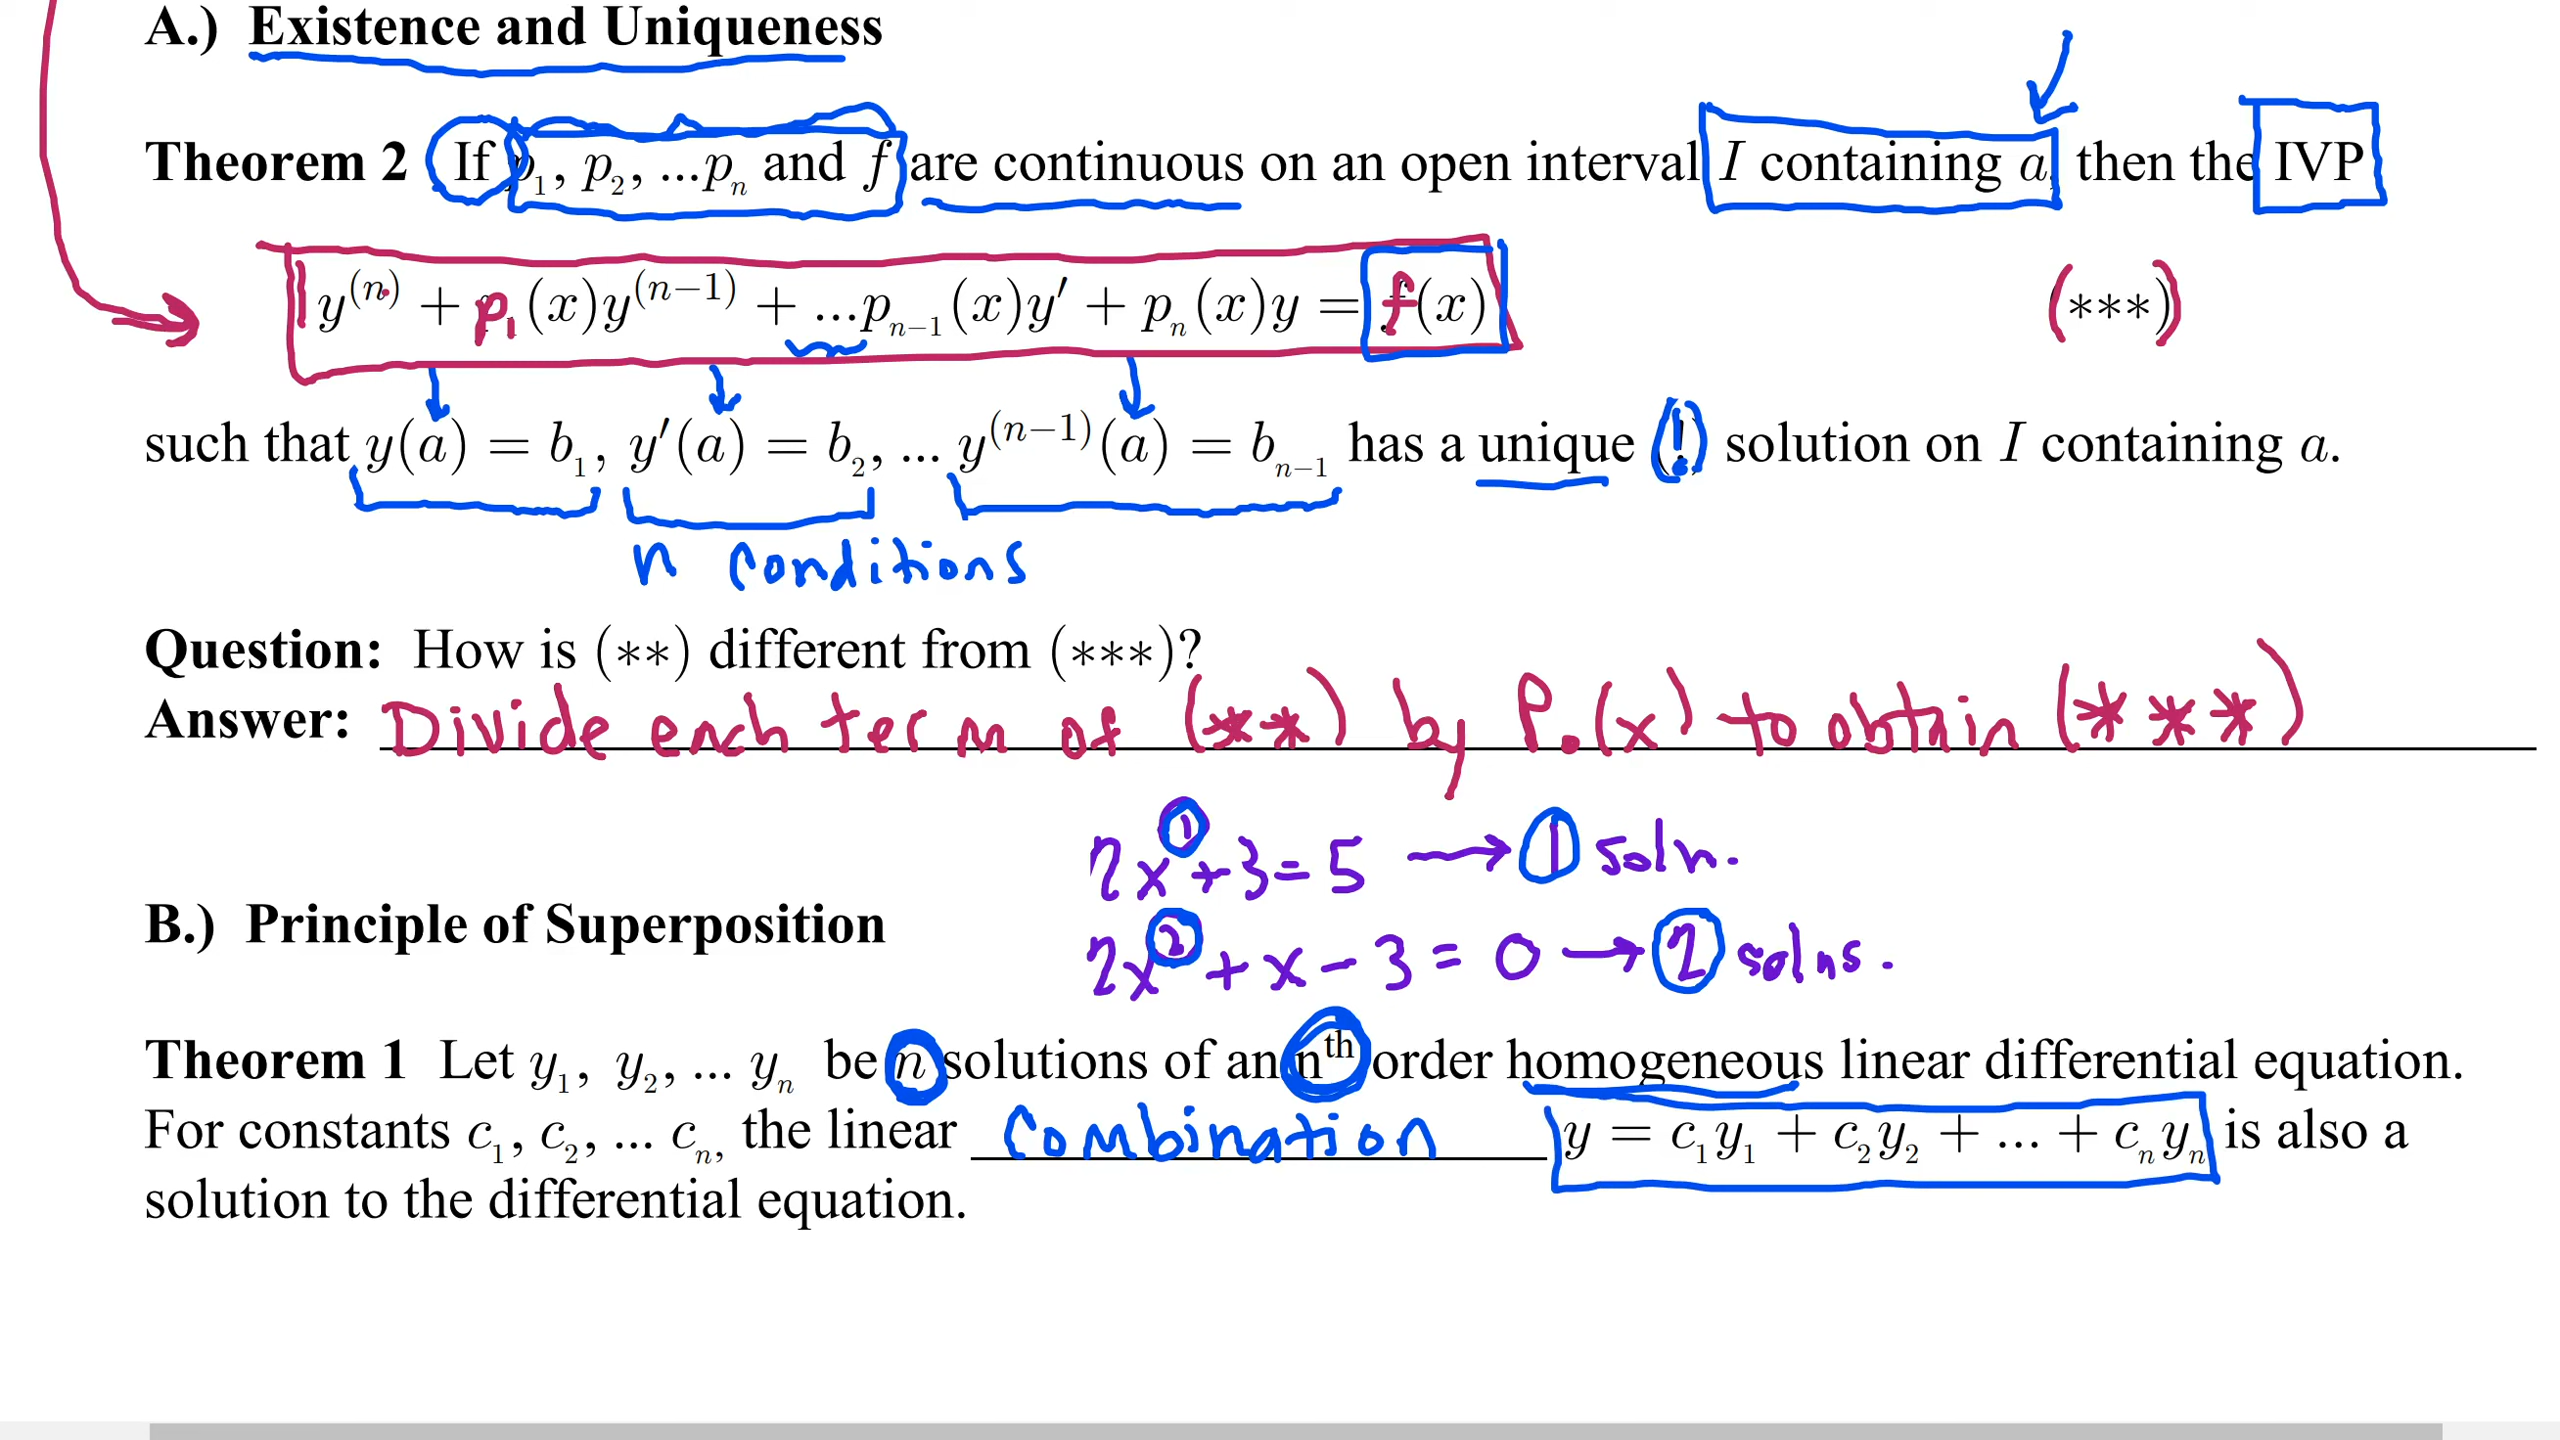 A.) Existence and Uniqueness
Theorem 2 If p₁, p₂, ...pₙ and f are continuous on an open interval I containing a, then the IVP
y⁽ⁿ⁾ + p₁(x)y⁽ⁿ⁻¹⁾ + ...pₙ₋₁(x)y′ + pₙ(x)y = f(x) (***)
such that y(a) = b₁, y′(a) = b₂, ... y⁽ⁿ⁻¹⁾(a) = bₙ₋₁ has a unique (!) solution on I containing a.
n conditions
Question: How is (**) different from (***)?
Answer: Divide each term of (**) by P₀(x) to obtain (***)
2x¹+3=5 → 1 soln.
B.) Principle of Superposition
2x²+x-3=0 → 2 solns.
Theorem 1 Let y₁, y₂, ... yₙ be n solutions of an nᵗʰ order homogeneous linear differential equation.
For constants c₁, c₂, ... cₙ, the linear combination y = c₁y₁ + c₂y₂ + ... + cₙyₙ is also a
solution to the differential equation.